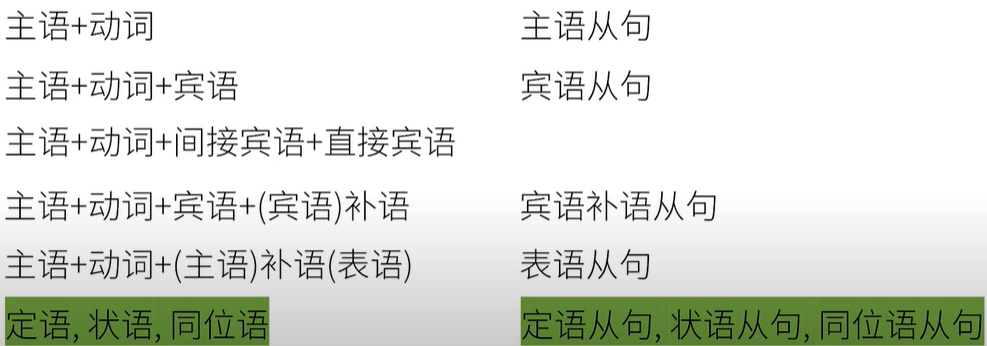 主语+动词 主语从句
主语+动词+宾语 宾语从句
主语+动词+间接宾语+直接宾语
主语+动词+宾语+(宾语)补语 宾语补语从句
主语+动词+(主语)补语(表语) 表语从句
定语, 状语, 同位语 定语从句, 状语从句, 同位语从句